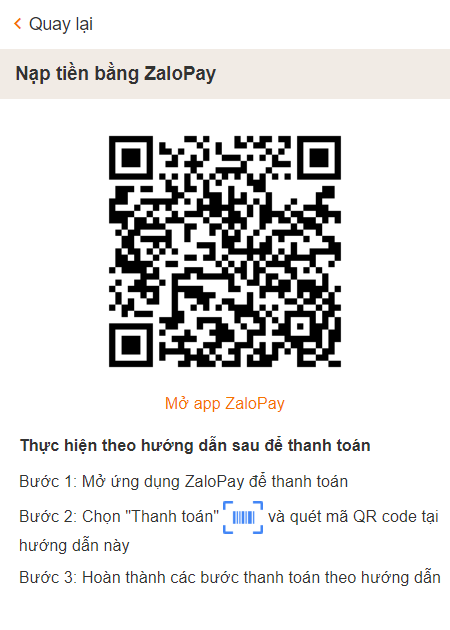 Quay lại
Nạp tiền bằng ZaloPay
Mở app ZaloPay
Thực hiện theo hướng dẫn sau để thanh toán
Bước 1: Mở ứng dụng ZaloPay để thanh toán
Bước 2: Chọn "Thanh toán" và quét mã QR code tại
hướng dẫn này
Bước 3: Hoàn thành các bước thanh toán theo hướng dẫn